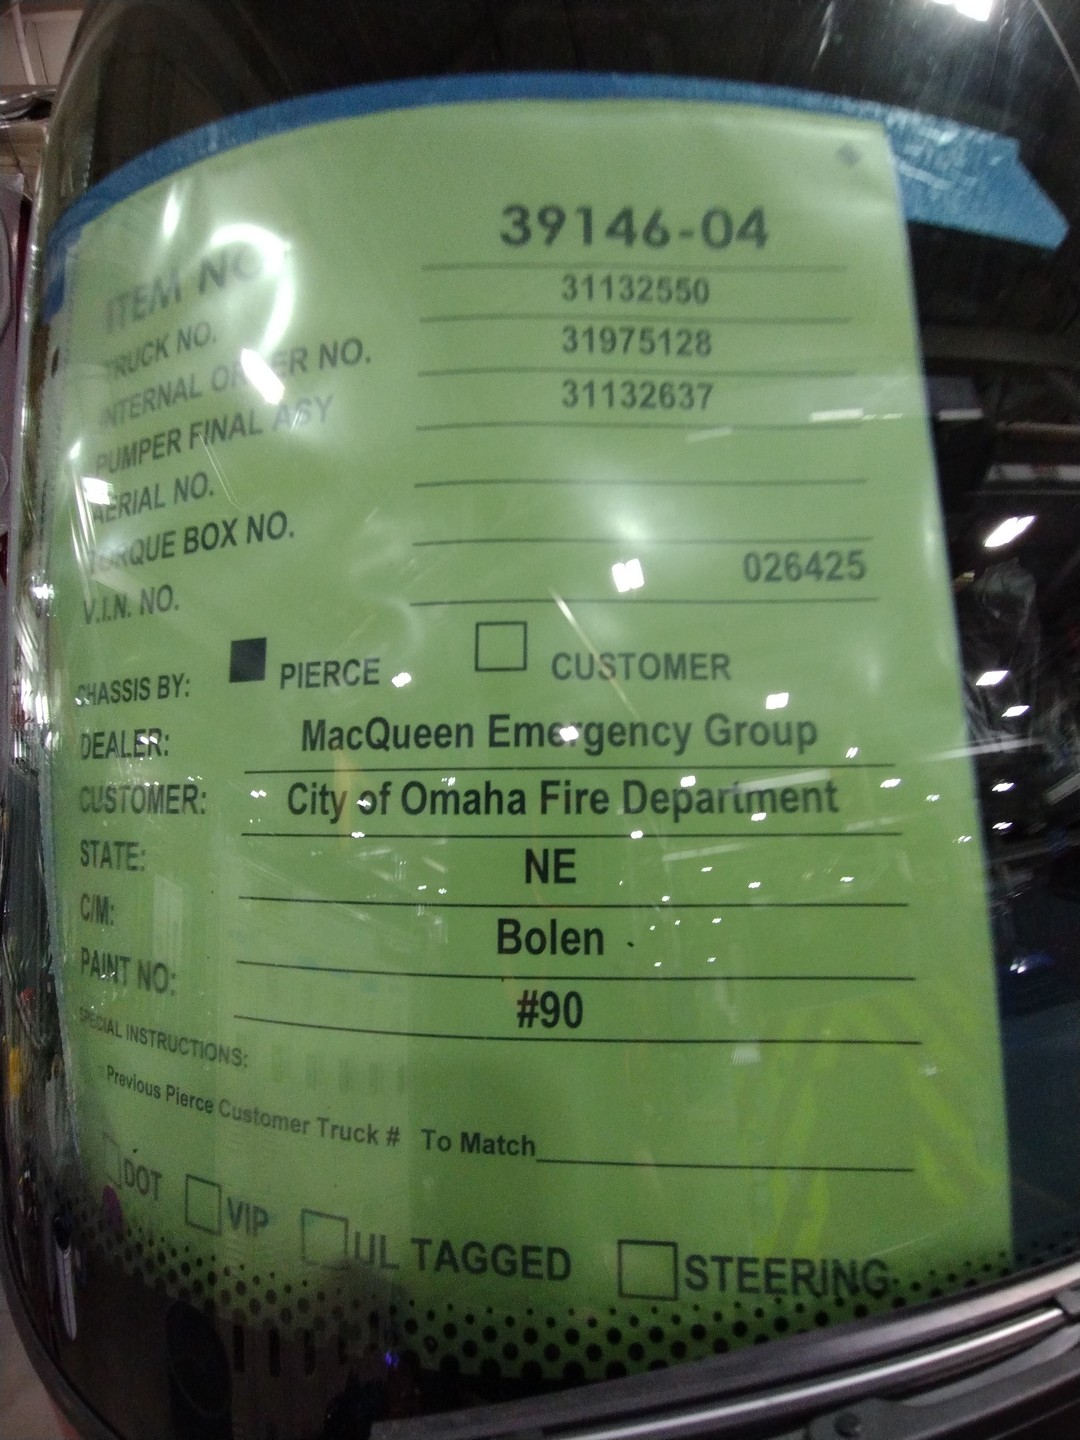 ITEM NO. 39146-04
TRUCK NO. 31132550
INTERNAL ORDER NO. 31975128
PUMPER FINAL ASY 31132637
AERIAL NO.
TORQUE BOX NO.
V.I.N. NO. 026425
CHASSIS BY: PIERCE CUSTOMER
DEALER: MacQueen Emergency Group
CUSTOMER: City of Omaha Fire Department
STATE: NE
C/M: Bolen
PAINT NO: #90
SPECIAL INSTRUCTIONS:
Previous Pierce Customer Truck # To Match
DOT VIP UL TAGGED STEERING